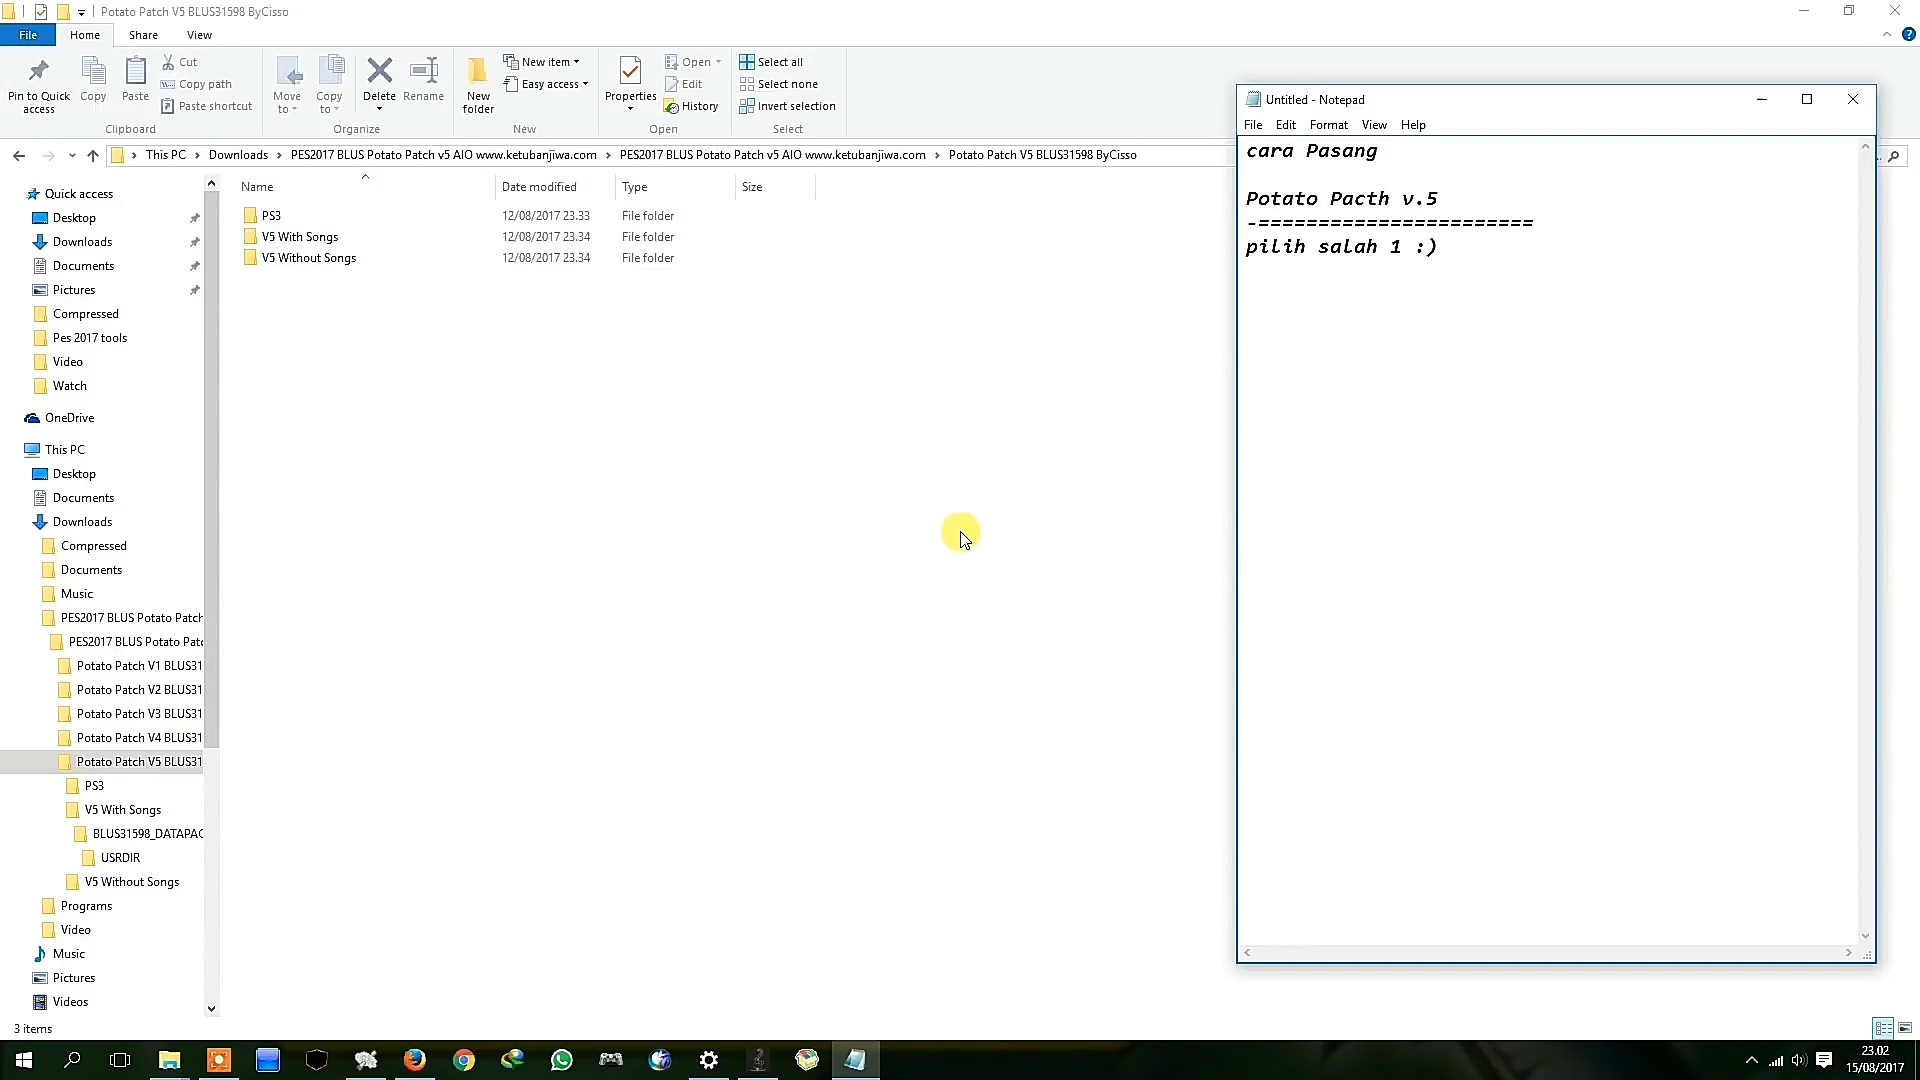 Potato Patch V5 BLUS31598 ByCisso
File Home Share View
Pin to Quick access
Copy
Paste
Cut
Copy path
Paste shortcut
Clipboard
Move to
Copy to
Delete
Rename
Organize
New folder
New item
Easy access
New
Properties
Open
Edit
History
Open
Select all
Select none
Invert selection
Select
This PC > Downloads > PES2017 BLUS Potato Patch v5 AIO www.ketubanjiwa.com > PES2017 BLUS Potato Patch v5 AIO www.ketubanjiwa.com > Potato Patch V5 BLUS31598 ByCisso
Quick access
Desktop
Downloads
Documents
Pictures
Compressed
Pes 2017 tools
Video
Watch
OneDrive
This PC
Desktop
Documents
Downloads
Compressed
Documents
Music
PES2017 BLUS Potato Patch
PES2017 BLUS Potato Patc
Potato Patch V1 BLUS31
Potato Patch V2 BLUS31
Potato Patch V3 BLUS31
Potato Patch V4 BLUS31
Potato Patch V5 BLUS31
PS3
V5 With Songs
BLUS31598_DATAPAC
USRDIR
V5 Without Songs
Programs
Video
Music
Pictures
Videos
Name Date modified Type Size
PS3 12/08/2017 23.33 File folder
V5 With Songs 12/08/2017 23.34 File folder
V5 Without Songs 12/08/2017 23.34 File folder
Untitled - Notepad
File Edit Format View Help
cara Pasang
Potato Pacth v.5
-=======================
pilih salah 1 :)
3 items
23.02
15/08/2017